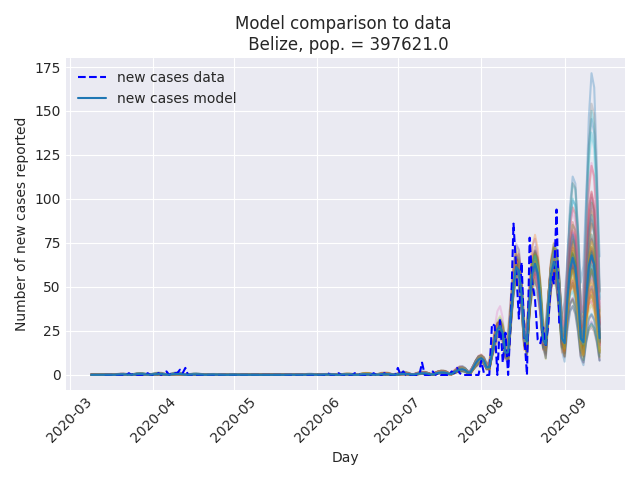 Model comparison to data
Belize, pop. = 397621.0
new cases data
new cases model
Number of new cases reported
175
150
125
100
75
50
25
0
2020-03
2020-04
2020-05
2020-06
2020-07
2020-08
2020-09
Day